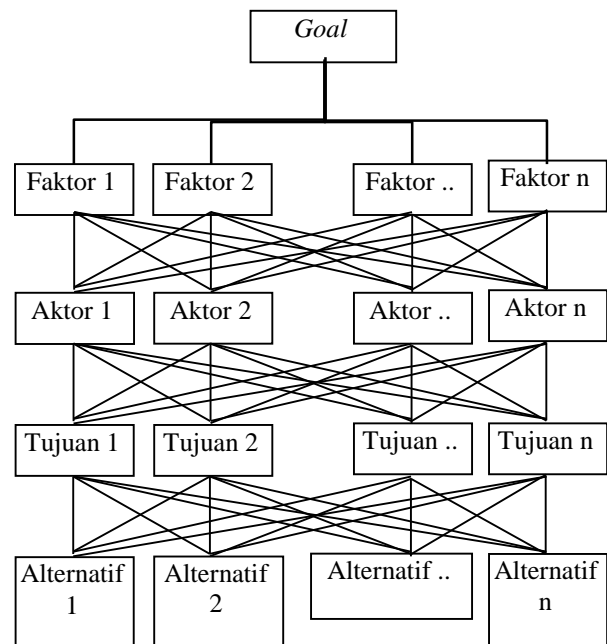 Goal
Faktor 1
Faktor 2
Faktor ..
Faktor n
Aktor 1
Aktor 2
Aktor ..
Aktor n
Tujuan 1
Tujuan 2
Tujuan ..
Tujuan n
Alternatif
1
Alternatif
2
Alternatif ..
Alternatif
n